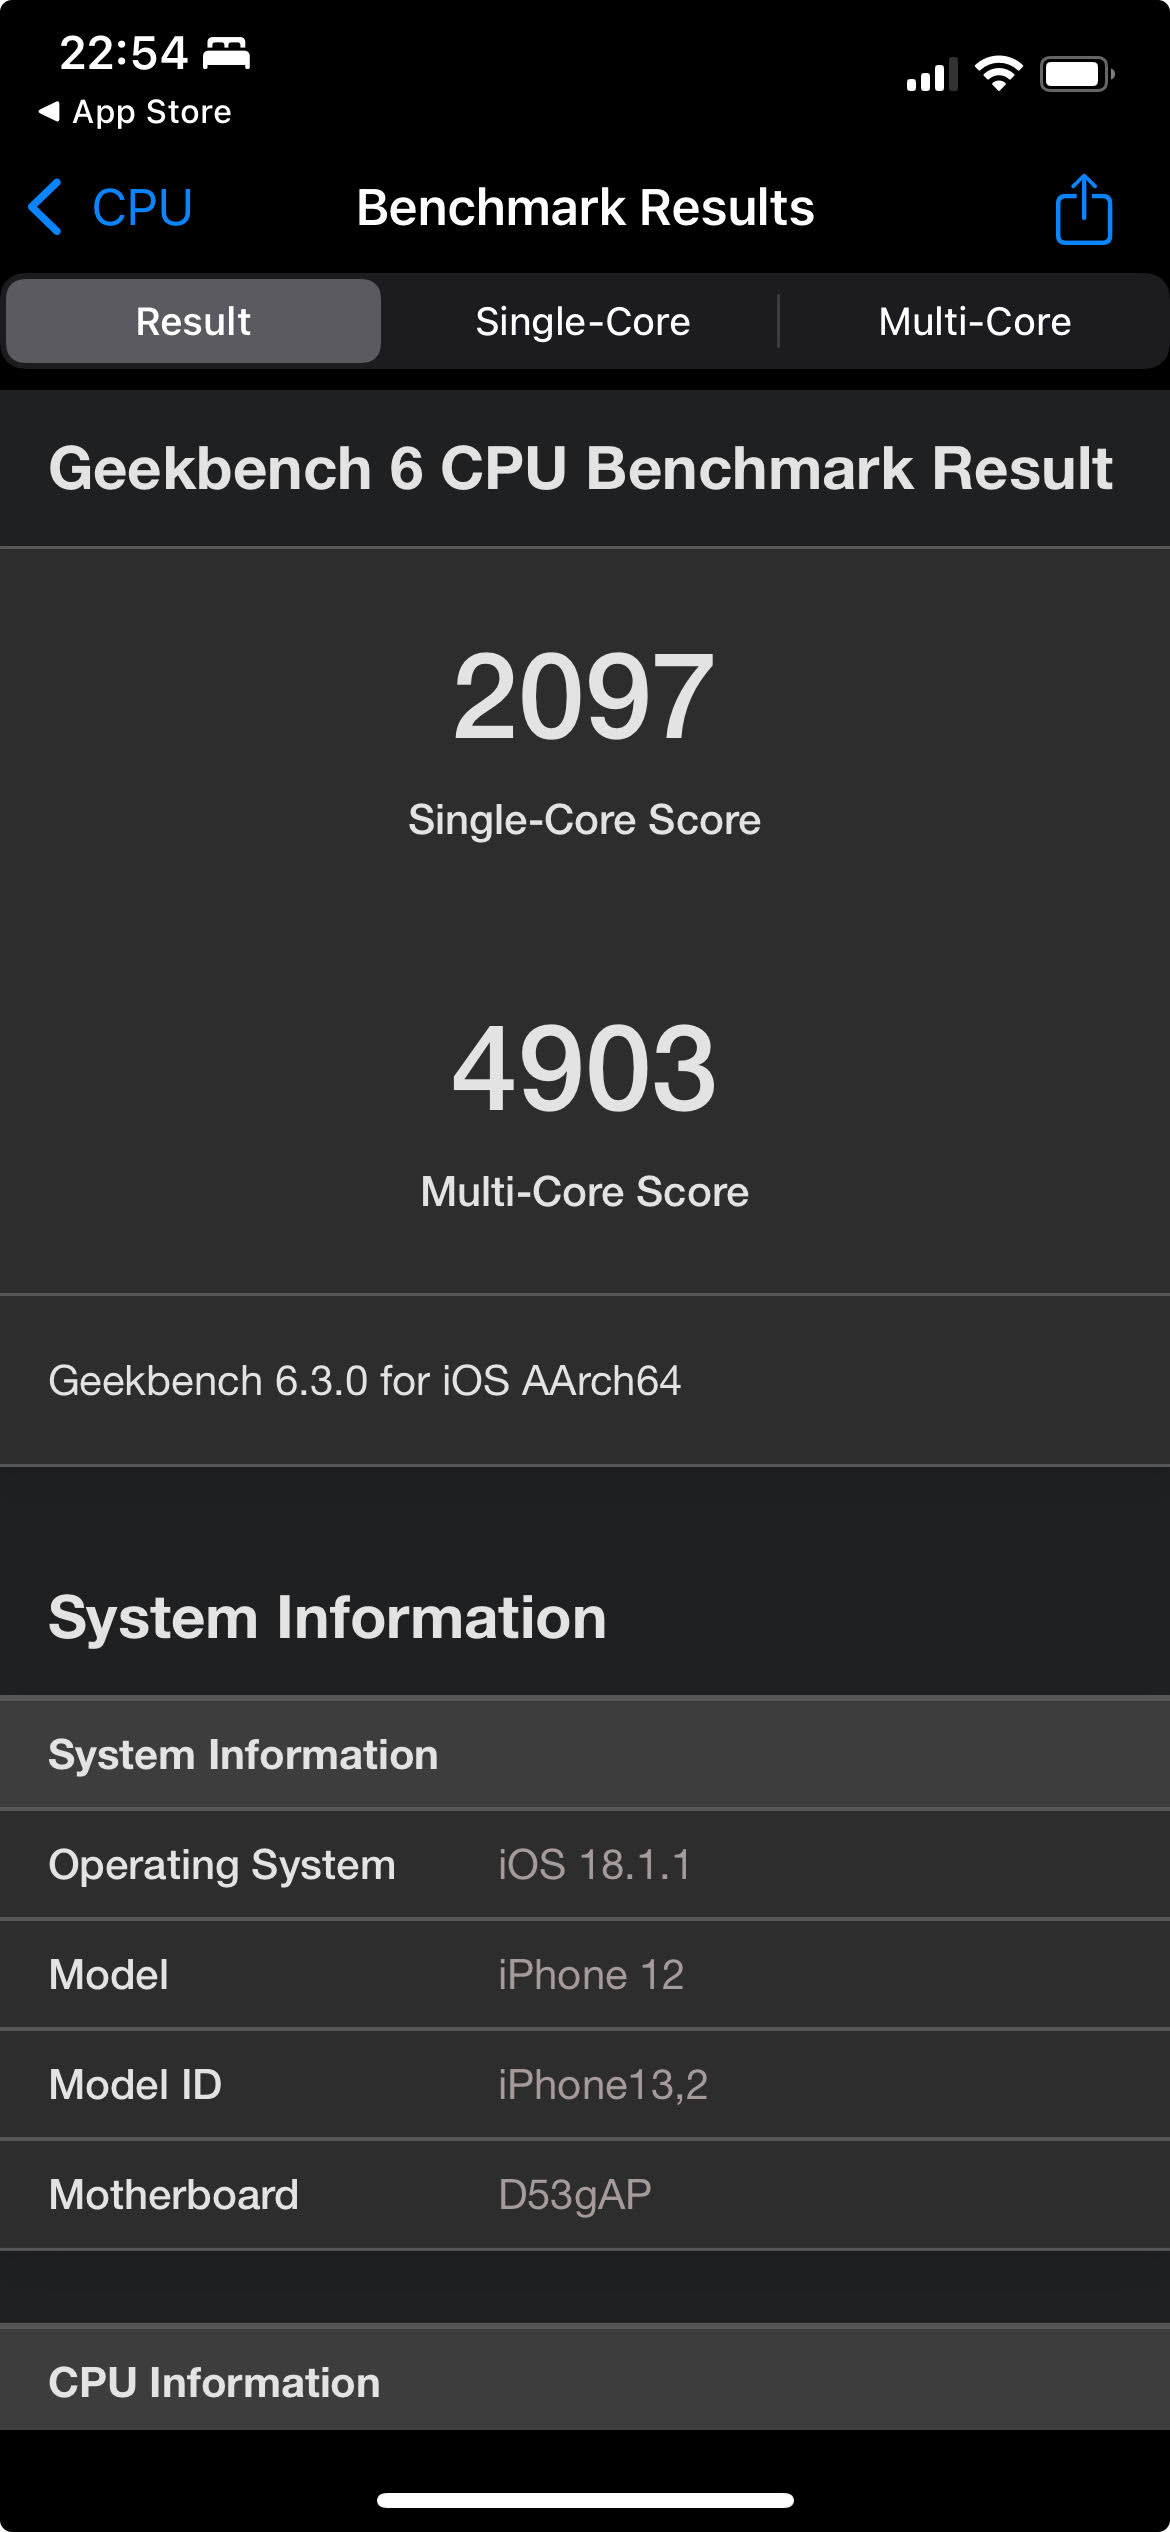 22:54
App Store
CPU
Benchmark Results
Result
Single-Core
Multi-Core
Geekbench 6 CPU Benchmark Result
2097
Single-Core Score
4903
Multi-Core Score
Geekbench 6.3.0 for iOS AArch64
System Information
System Information
Operating System iOS 18.1.1
Model iPhone 12
Model ID iPhone13,2
Motherboard D53gAP
CPU Information